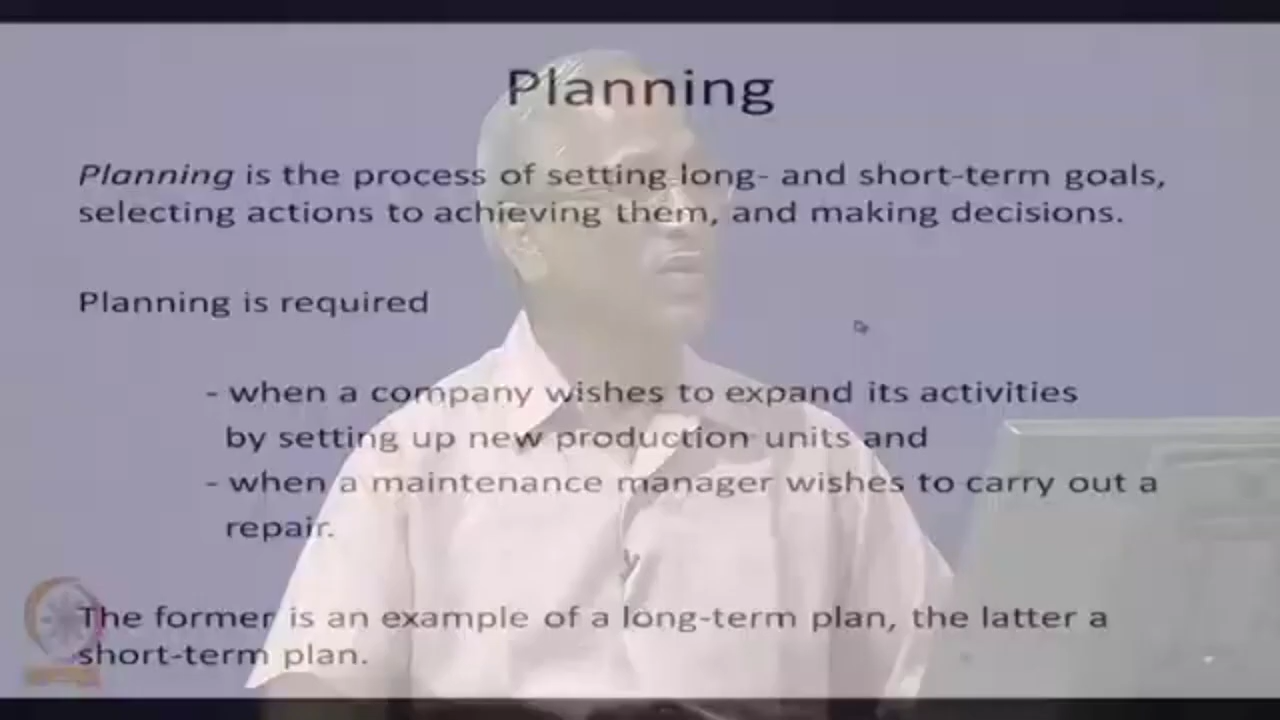 Planning
Planning is the process of setting long- and short-term goals,
selecting actions to achieving them, and making decisions.
Planning is required
- when a company wishes to expand its activities
by setting up new production units and
- when a maintenance manager wishes to carry out a
repair.
The former is an example of a long-term plan, the latter a
short-term plan.